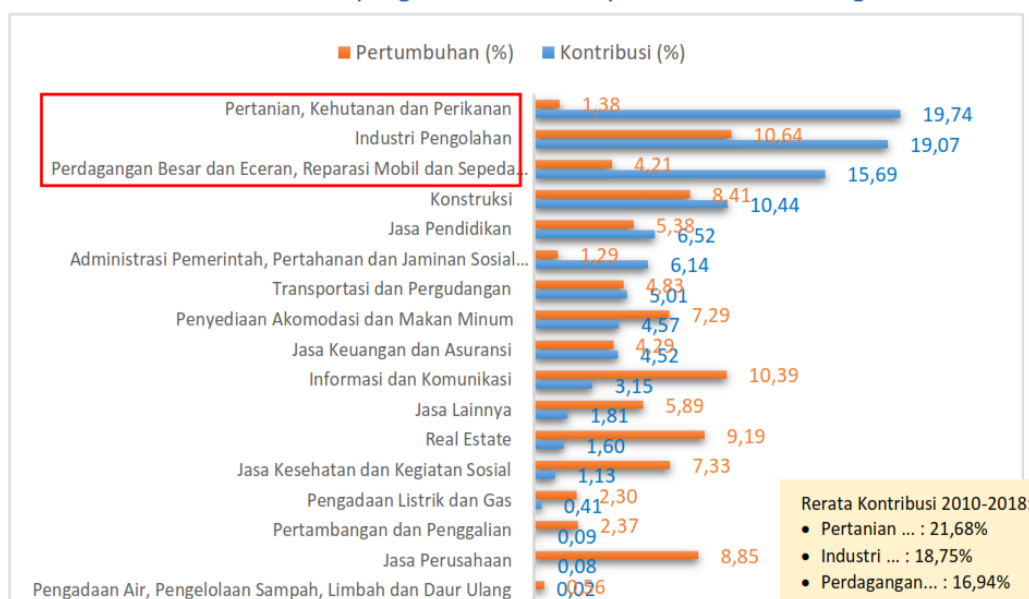 Pertumbuhan (%) Kontribusi (%)
Pertanian, Kehutanan dan Perikanan 1,38 19,74
Industri Pengolahan 10,64 19,07
Perdagangan Besar dan Eceran, Reparasi Mobil dan Sepeda... 4,21 15,69
Konstruksi 8,41 10,44
Jasa Pendidikan 5,38 6,52
Administrasi Pemerintah, Pertahanan dan Jaminan Sosial... 1,29 6,14
Transportasi dan Pergudangan 4,83 5,01
Penyediaan Akomodasi dan Makan Minum 7,29 4,57
Jasa Keuangan dan Asuransi 4,29 4,52
Informasi dan Komunikasi 10,39 3,15
Jasa Lainnya 5,89 1,81
Real Estate 9,19 1,60
Jasa Kesehatan dan Kegiatan Sosial 7,33 1,13
Pengadaan Listrik dan Gas 2,30 0,41
Pertambangan dan Penggalian 2,37 0,09
Jasa Perusahaan 8,85 0,08
Pengadaan Air, Pengelolaan Sampah, Limbah dan Daur Ulang 0,56 0,02
Rerata Kontribusi 2010-2018:
• Pertanian ... : 21,68%
• Industri ... : 18,75%
• Perdagangan... : 16,94%